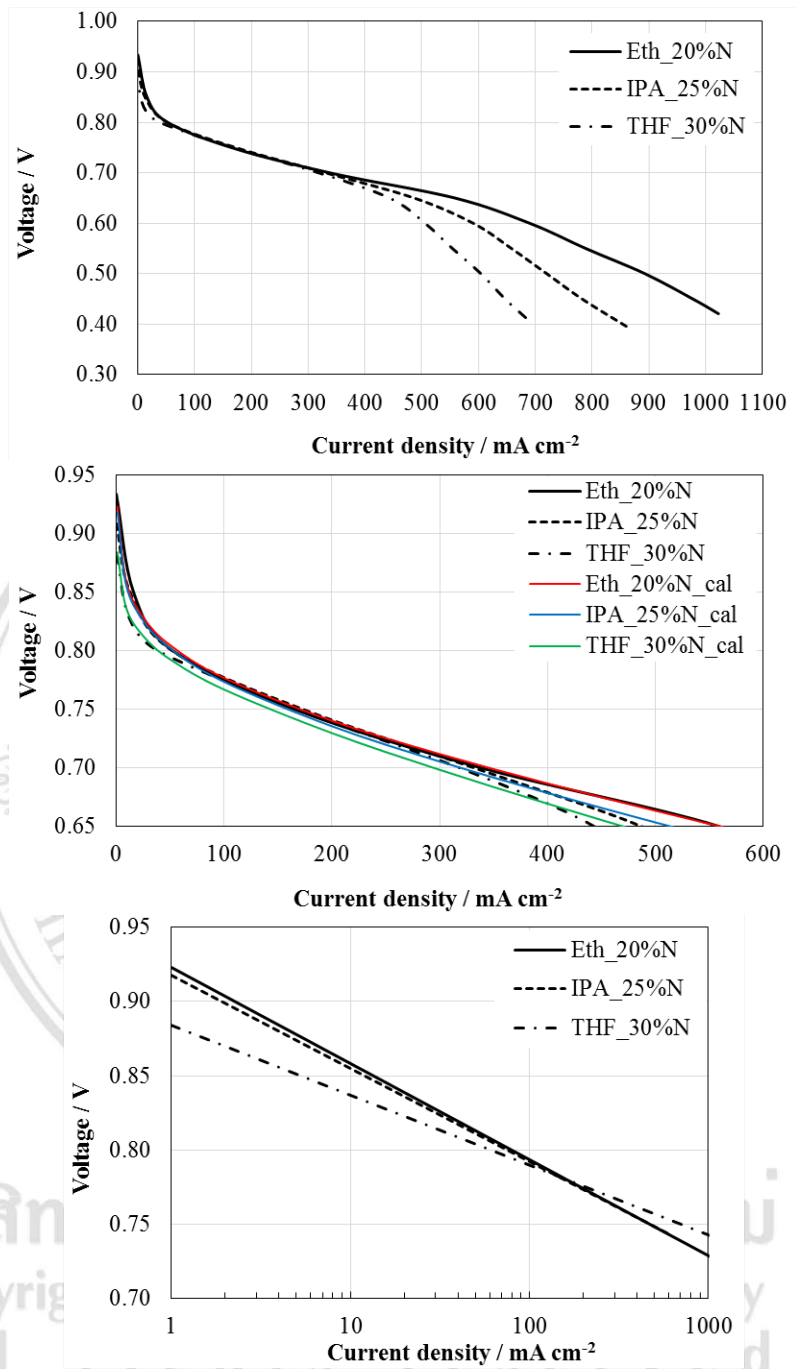 1.00
0.90
0.80
0.70
0.60
0.50
0.40
0.30
Voltage / V
Eth_20%N
IPA_25%N
THF_30%N
0 100 200 300 400 500 600 700 800 900 1000 1100
Current density / mA cm-2
0.95
0.90
0.85
0.80
0.75
0.70
0.65
Voltage / V
Eth_20%N
IPA_25%N
THF_30%N
Eth_20%N_cal
IPA_25%N_cal
THF_30%N_cal
0 100 200 300 400 500 600
Current density / mA cm-2
0.95
0.90
0.85
0.80
0.75
0.70
Voltage / V
Eth_20%N
IPA_25%N
THF_30%N
1 10 100 1000
Current density / mA cm-2